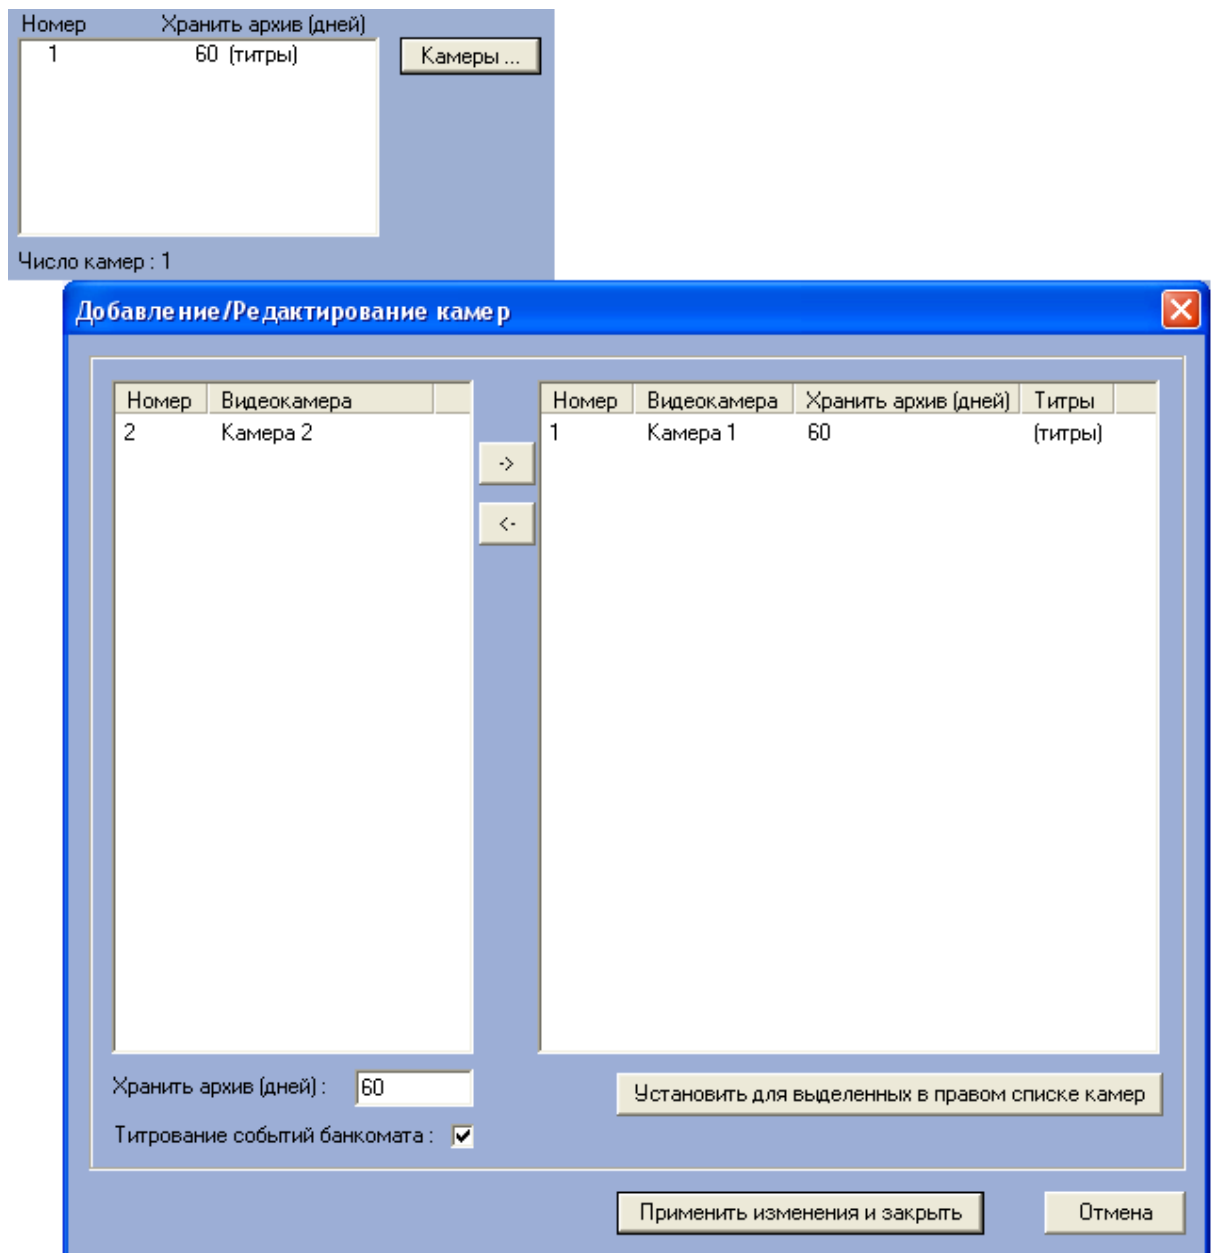 Номер Хранить архив (дней)
1 60 (титры)
Камеры ...
Число камер : 1
Добавление/Редактирование камер
Номер Видеокамера
2 Камера 2
->
<-
Номер Видеокамера Хранить архив (дней) Титры
1 Камера 1 60 (титры)
Хранить архив (дней) : 60
Установить для выделенных в правом списке камер
Титрование событий банкомата :
Применить изменения и закрыть
Отмена